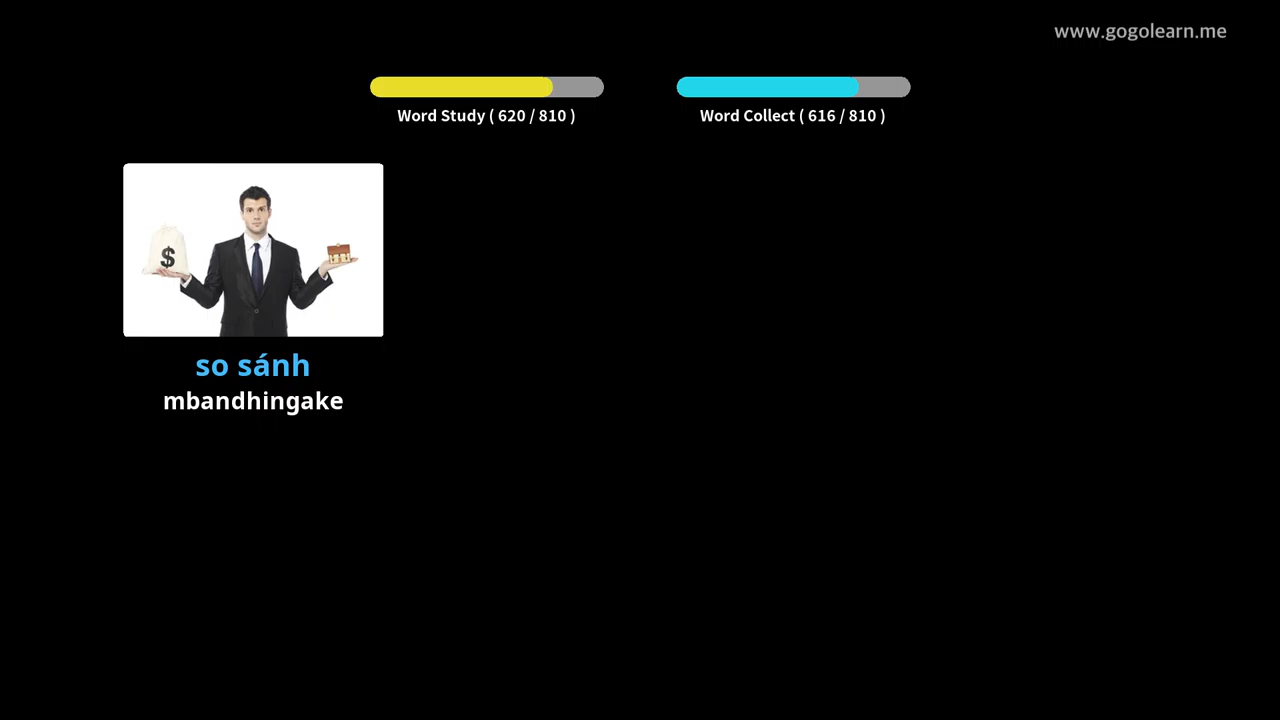 www.gogolearn.me
Word Study ( 620 / 810 )
Word Collect ( 616 / 810 )
$
so sánh
mbandhingake